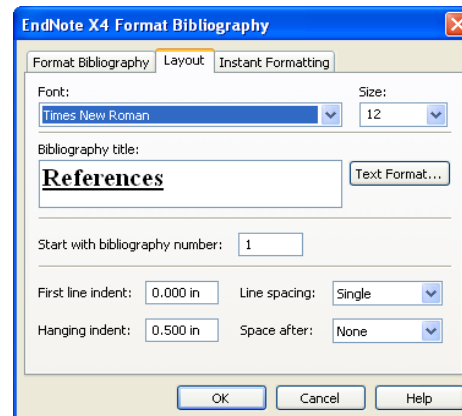 EndNote X4 Format Bibliography
Format Bibliography Layout Instant Formatting
Font: Size:
Times New Roman 12
Bibliography title:
References Text Format...
Start with bibliography number: 1
First line indent: 0.000 in Line spacing: Single
Hanging indent: 0.500 in Space after: None
OK Cancel Help